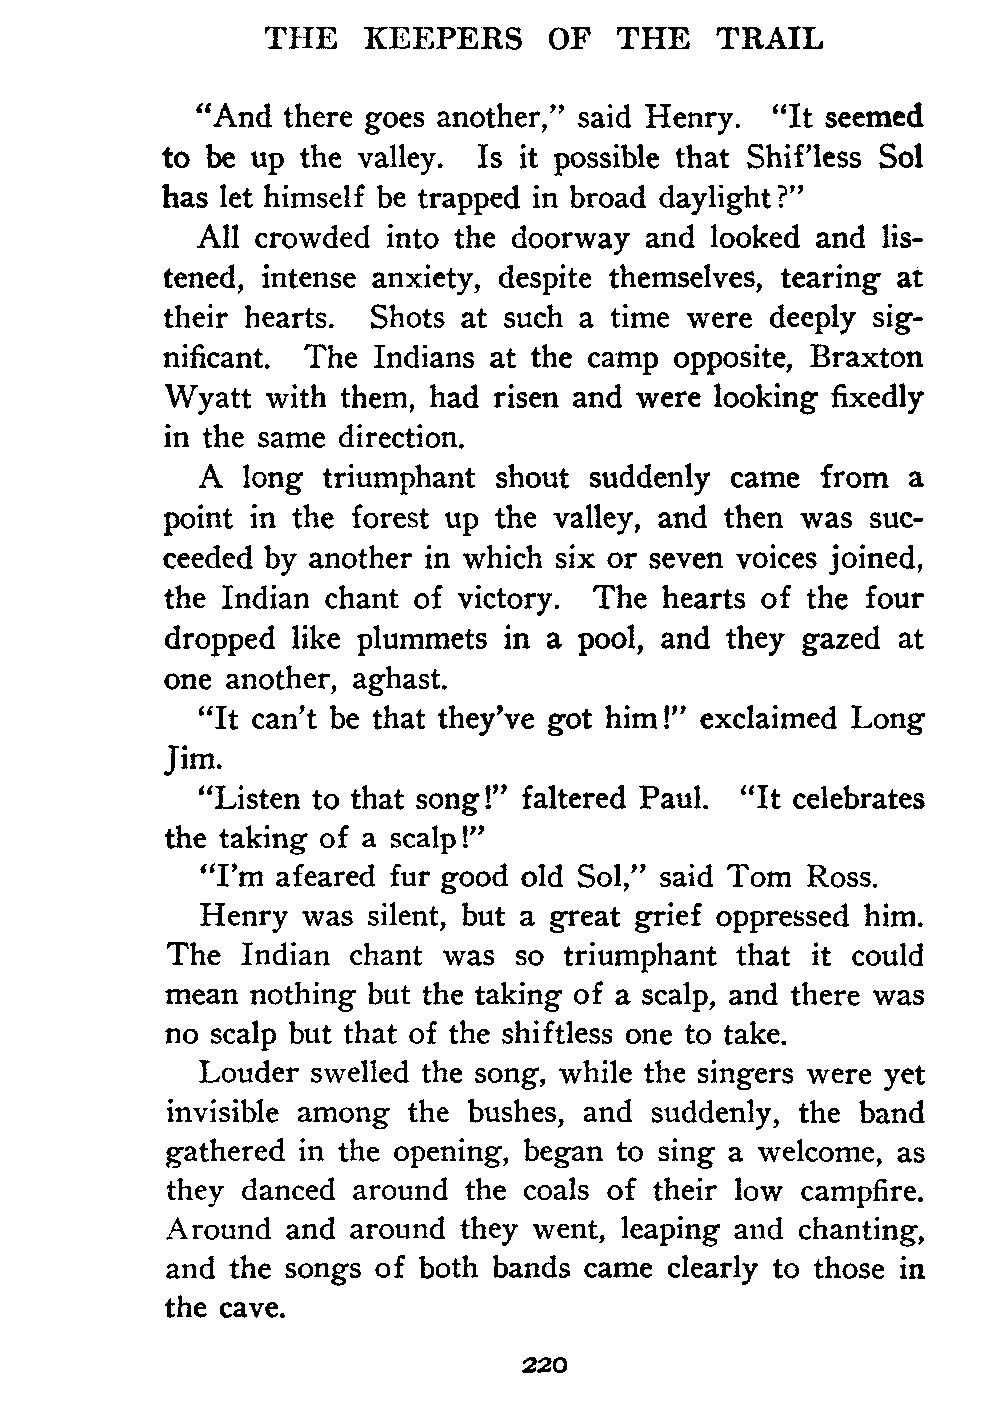 THE KEEPERS OF THE TRAIL
“And there goes another,” said Henry. “It seemed
to be up the valley. Is it possible that Shif’less Sol
has let himself be trapped in broad daylight?”
All crowded into the doorway and looked and lis-
tened, intense anxiety, despite themselves, tearing at
their hearts. Shots at such a time were deeply sig-
nificant. The Indians at the camp opposite, Braxton
Wyatt with them, had risen and were looking fixedly
in the same direction.
A long triumphant shout suddenly came from a
point in the forest up the valley, and then was suc-
ceeded by another in which six or seven voices joined,
the Indian chant of victory. The hearts of the four
dropped like plummets in a pool, and they gazed at
one another, aghast.
“It can’t be that they’ve got him!” exclaimed Long
Jim.
“Listen to that song!” faltered Paul. “It celebrates
the taking of a scalp!”
“I’m afeared fur good old Sol,” said Tom Ross.
Henry was silent, but a great grief oppressed him.
The Indian chant was so triumphant that it could
mean nothing but the taking of a scalp, and there was
no scalp but that of the shiftless one to take.
Louder swelled the song, while the singers were yet
invisible among the bushes, and suddenly, the band
gathered in the opening, began to sing a welcome, as
they danced around the coals of their low campfire.
Around and around they went, leaping and chanting,
and the songs of both bands came clearly to those in
the cave.
220